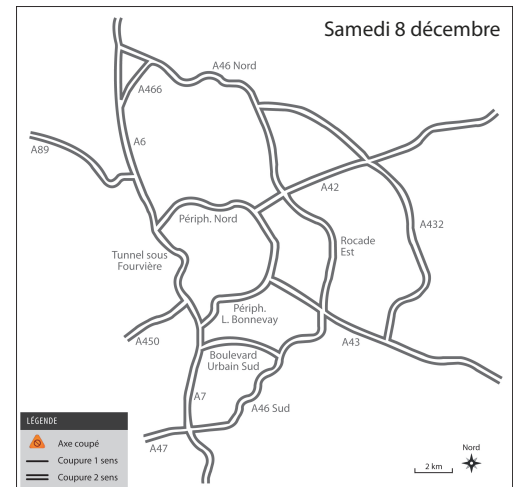 Samedi 8 décembre
A46 Nord
A466
A6
A89
A42
Périph. Nord
A432
Rocade
Est
Tunnel sous
Fourvière
Périph.
L. Bonnevay
A450
A43
Boulevard
Urbain Sud
A7
A46 Sud
A47
LÉGENDE
Axe coupé
Coupure 1 sens
Coupure 2 sens
Nord
2 km